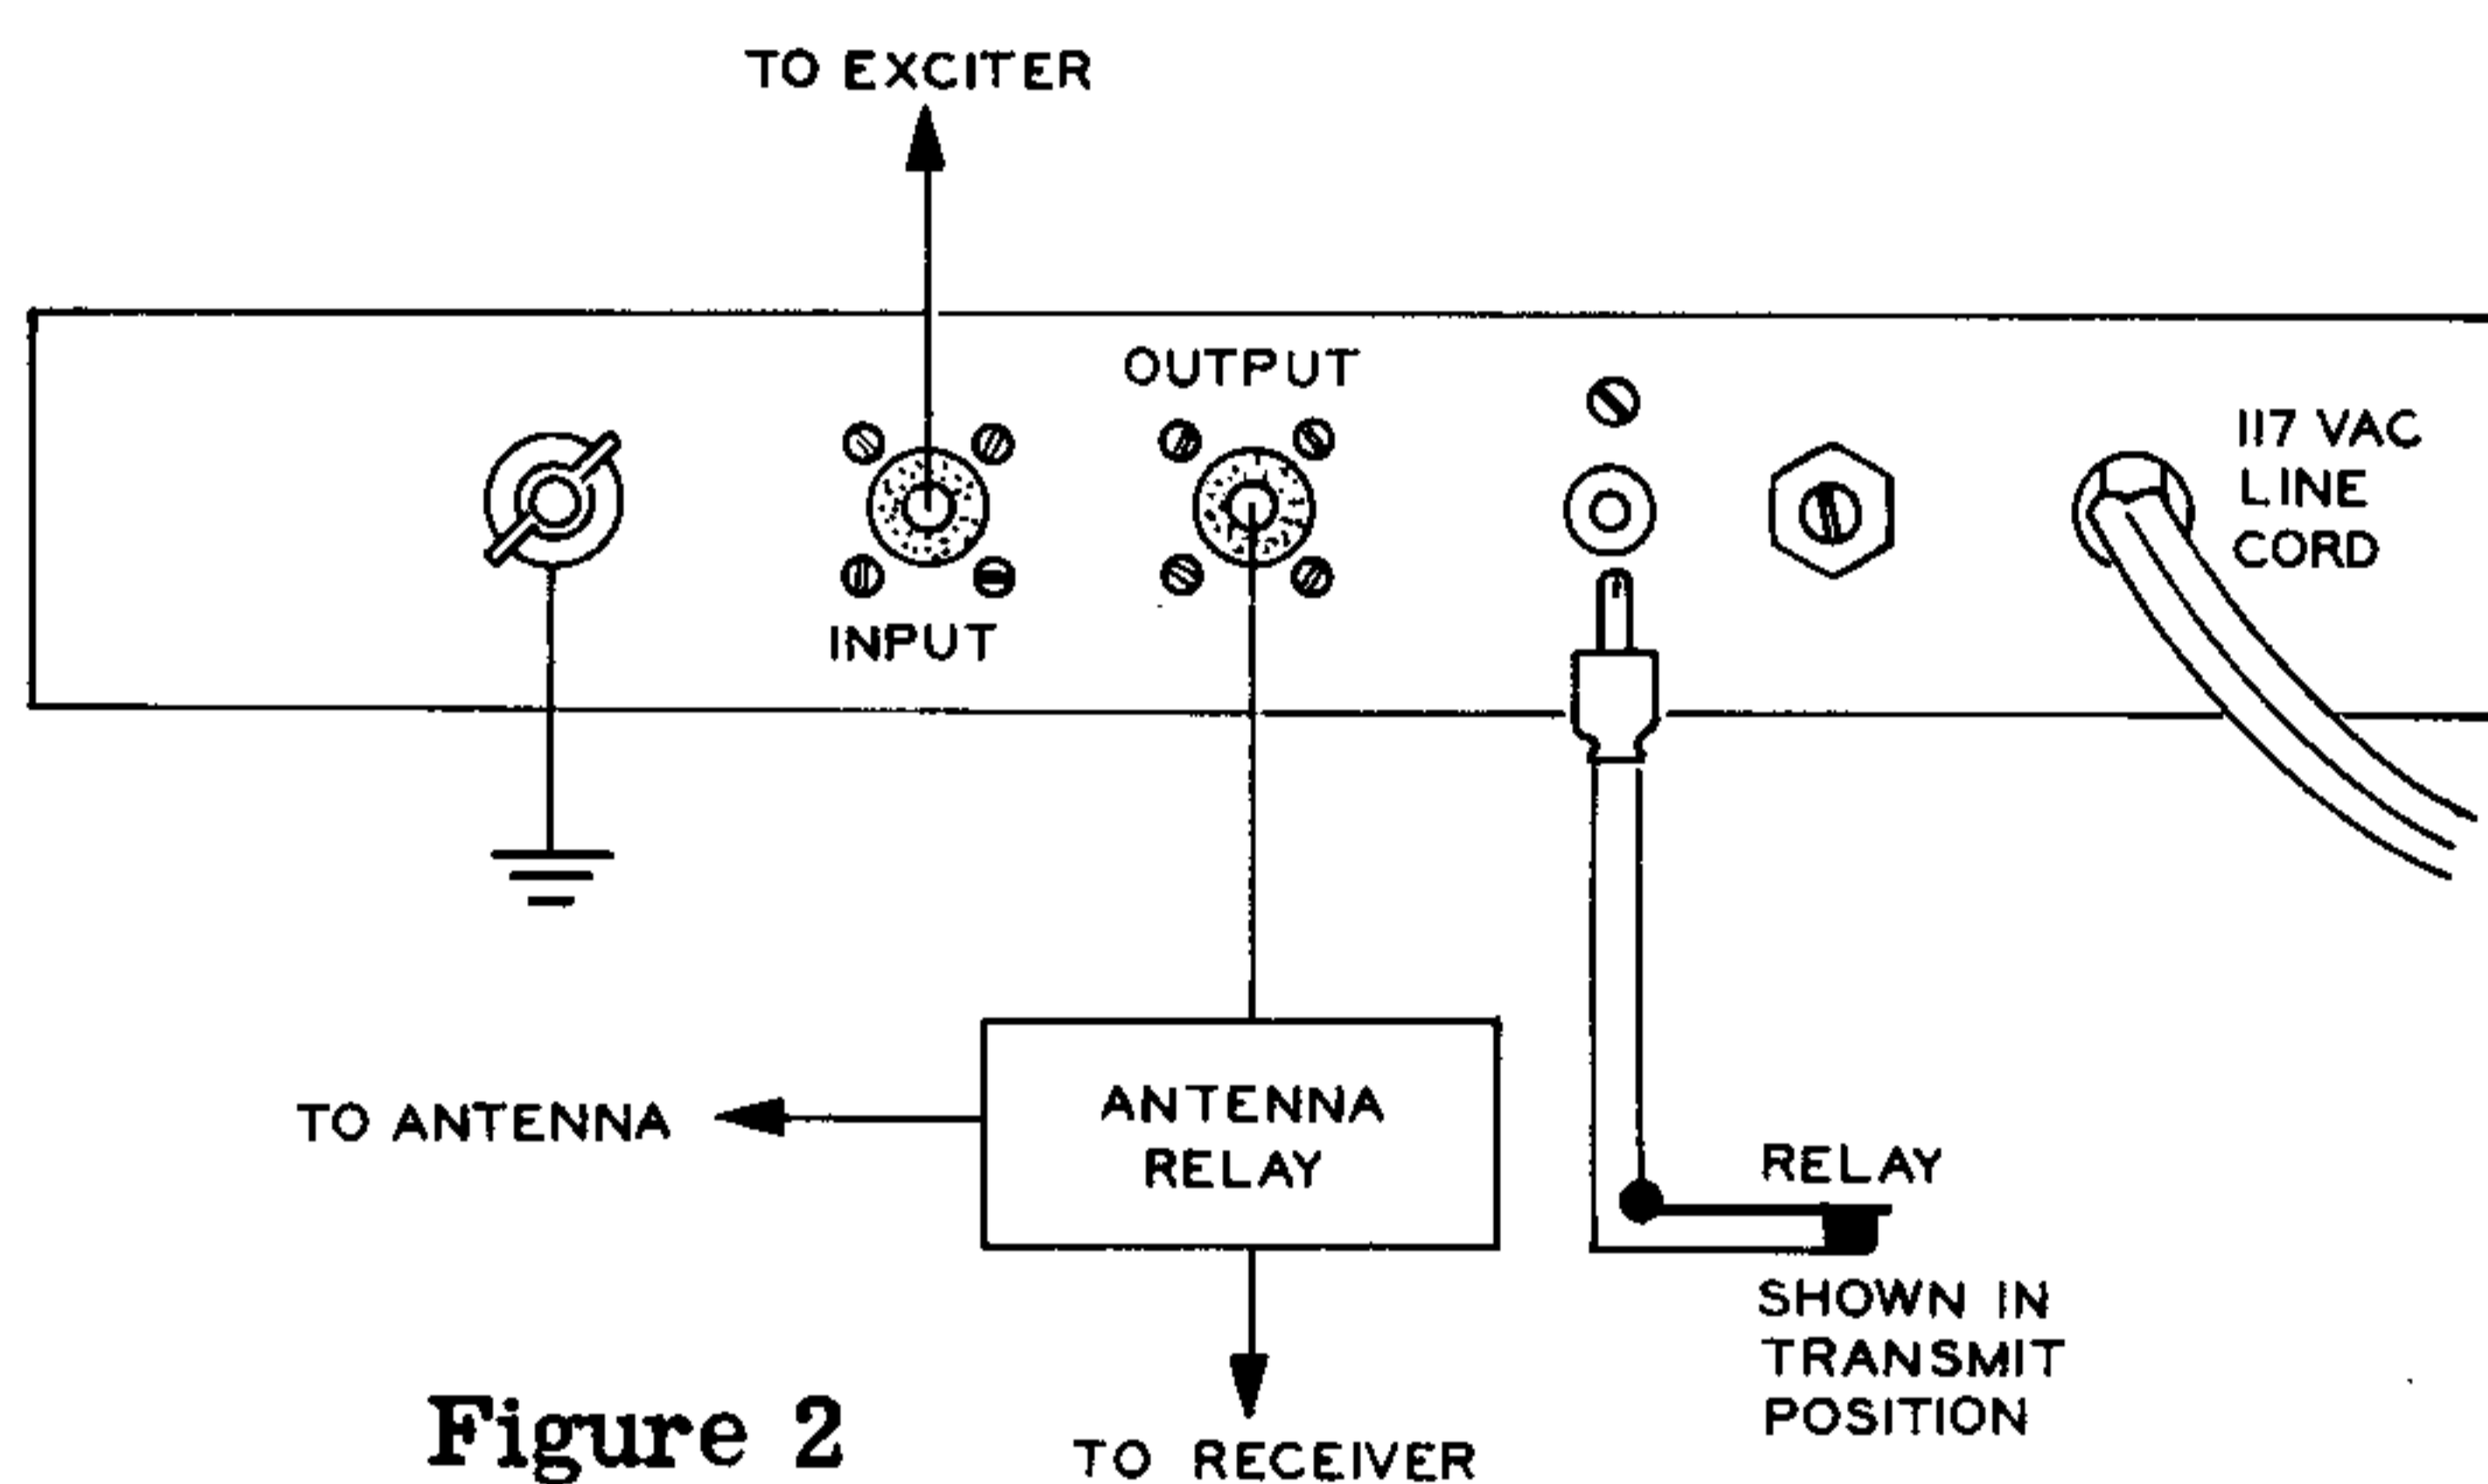 TO EXCITER
OUTPUT
117 VAC
LINE
CORD
INPUT
TO ANTENNA
ANTENNA
RELAY
RELAY
SHOWN IN
TRANSMIT
POSITION
Figure 2
TO RECEIVER